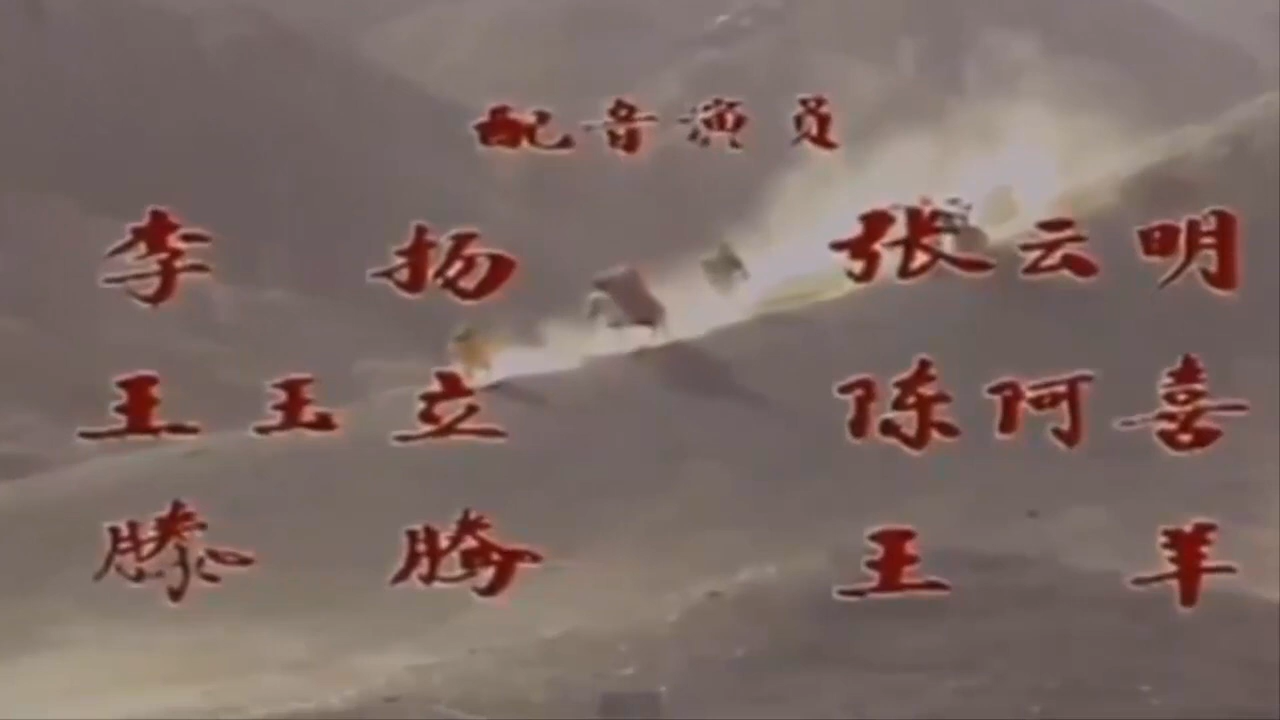 配音演员
李扬 张云明
王玉立 陈阿喜
滕腾 王羊